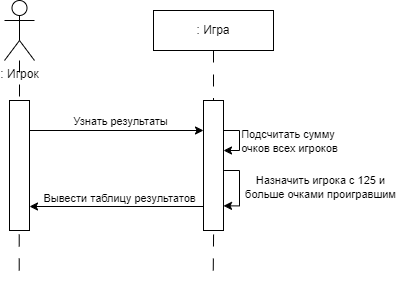 : Игрок
: Игра
Узнать результаты
Подсчитать сумму
очков всех игроков
Назначить игрока с 125 и
больше очками проигравшим
Вывести таблицу результатов